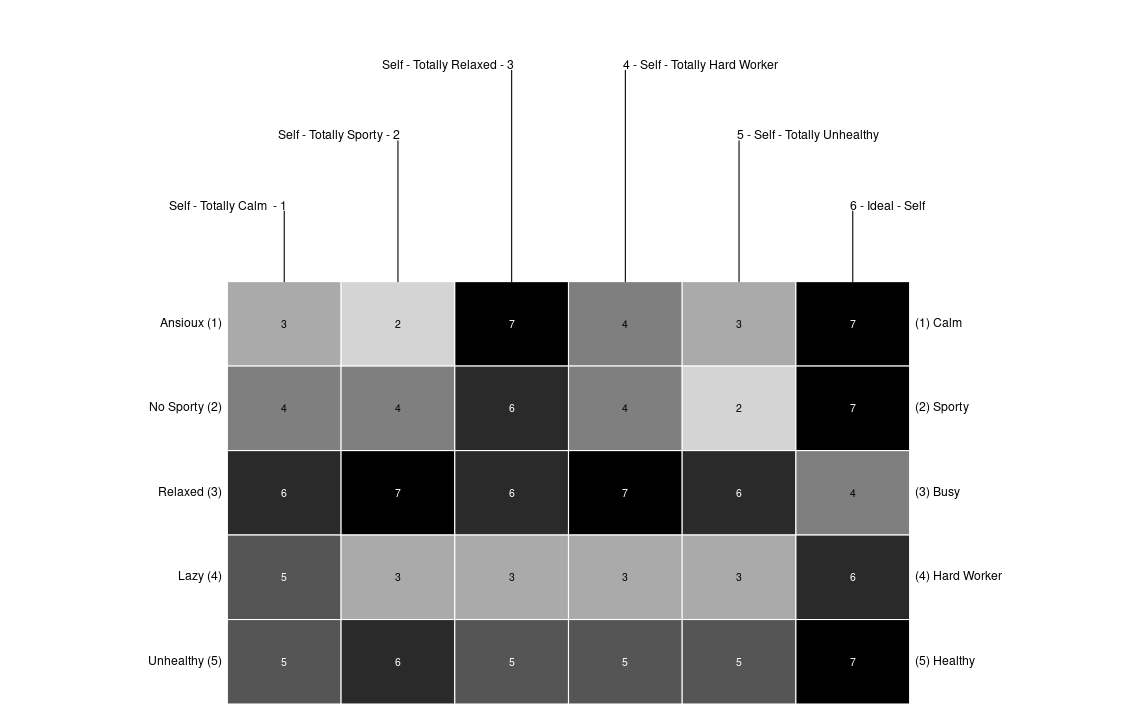 Self - Totally Relaxed - 3
4 - Self - Totally Hard Worker
Self - Totally Sporty - 2
5 - Self - Totally Unhealthy
Self - Totally Calm  - 1
6 - Ideal - Self
Ansioux (1) 3 2 7 4 3 7 (1) Calm
No Sporty (2) 4 4 6 4 2 7 (2) Sporty
Relaxed (3) 6 7 6 7 6 4 (3) Busy
Lazy (4) 5 3 3 3 3 6 (4) Hard Worker
Unhealthy (5) 5 6 5 5 5 7 (5) Healthy